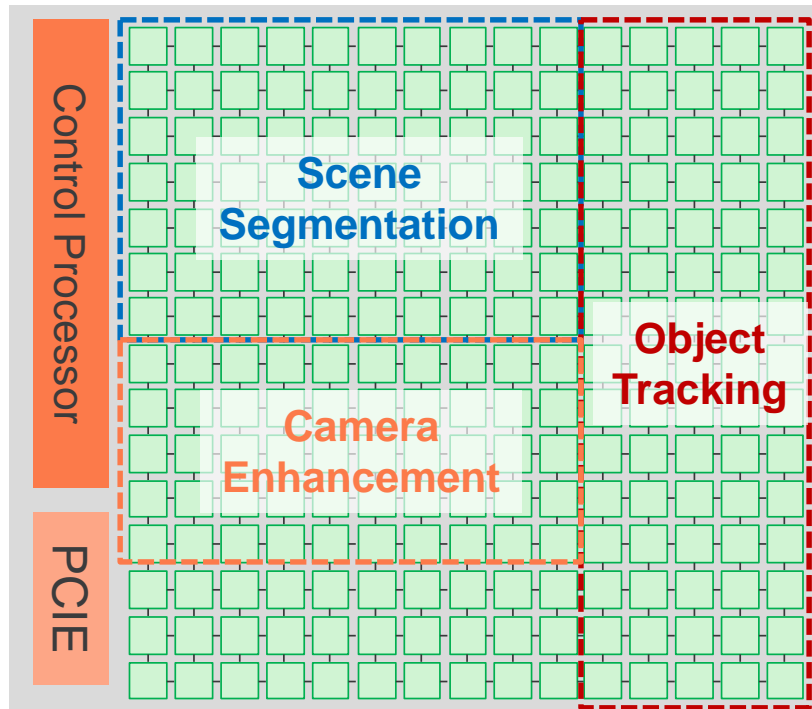 Control Processor
PCIE
Scene
Segmentation
Object
Tracking
Camera
Enhancement